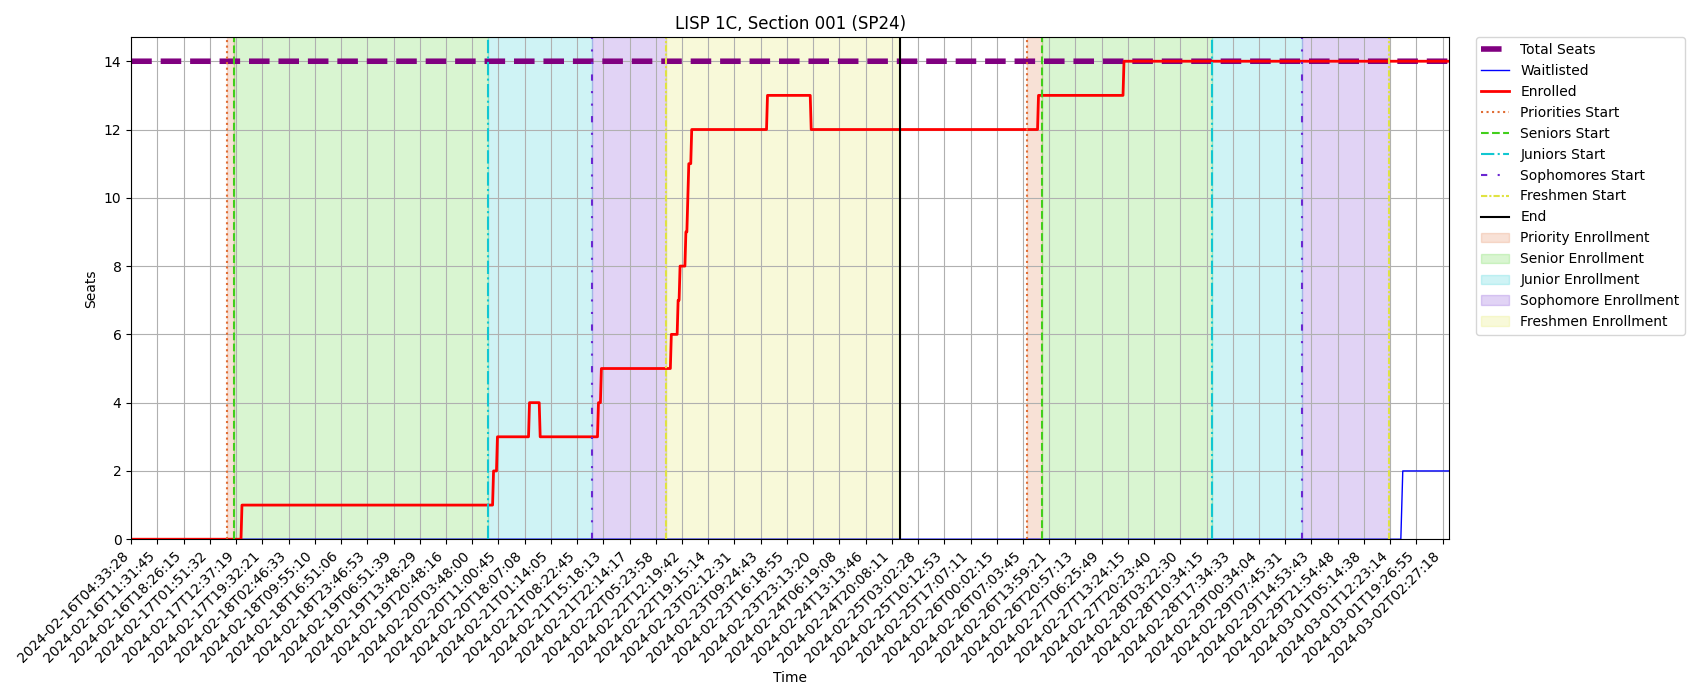 LISP 1C, Section 001 (SP24)
Total Seats
Waitlisted
Enrolled
Priorities Start
Seniors Start
Juniors Start
Sophomores Start
Freshmen Start
End
Priority Enrollment
Senior Enrollment
Junior Enrollment
Sophomore Enrollment
Freshmen Enrollment
Seats
14
12
10
8
6
4
2
0
2024-02-16T04:33:28
2024-02-16T11:31:45
2024-02-16T18:26:15
2024-02-17T01:51:32
2024-02-17T12:37:19
2024-02-17T19:32:21
2024-02-18T02:46:33
2024-02-18T09:55:10
2024-02-18T16:51:06
2024-02-18T23:46:53
2024-02-19T06:51:39
2024-02-19T13:48:29
2024-02-19T20:48:16
2024-02-20T03:48:00
2024-02-20T11:00:45
2024-02-20T18:07:08
2024-02-21T01:14:05
2024-02-21T08:22:45
2024-02-21T15:18:13
2024-02-21T22:14:17
2024-02-22T05:23:58
2024-02-22T12:19:42
2024-02-22T19:15:14
2024-02-23T02:12:31
2024-02-23T09:24:43
2024-02-23T16:18:55
2024-02-23T23:13:20
2024-02-24T06:19:08
2024-02-24T13:13:46
2024-02-24T20:08:11
2024-02-25T03:02:28
2024-02-25T10:12:53
2024-02-25T17:07:11
2024-02-26T00:02:15
2024-02-26T07:03:45
2024-02-26T13:59:21
2024-02-26T20:57:13
2024-02-27T06:25:49
2024-02-27T13:24:15
2024-02-27T20:23:40
2024-02-28T03:22:30
2024-02-28T10:34:15
2024-02-28T17:34:33
2024-02-29T00:34:04
2024-02-29T07:45:31
2024-02-29T14:53:43
2024-02-29T21:54:48
2024-03-01T05:14:38
2024-03-01T12:23:14
2024-03-01T19:26:55
2024-03-02T02:27:18
Time